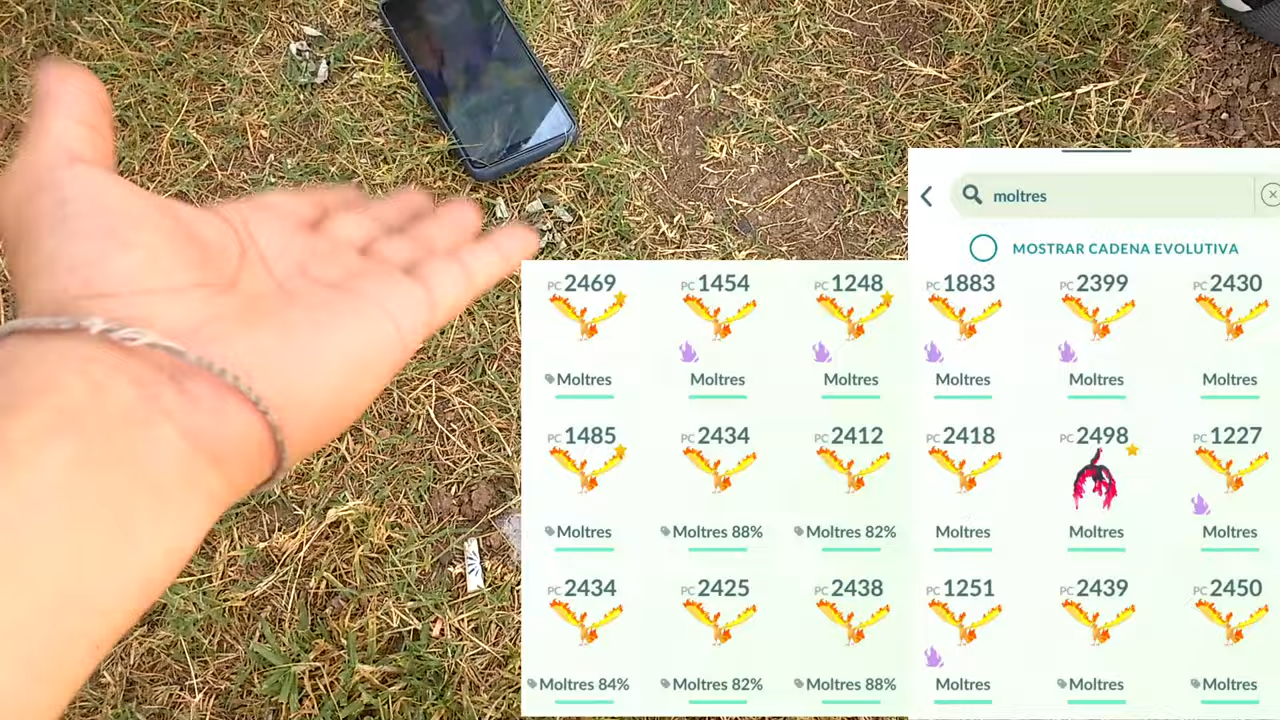 moltres
MOSTRAR CADENA EVOLUTIVA
PC 2469 PC 1454 PC 1248 PC 1883 PC 2399 PC 2430
Moltres Moltres Moltres Moltres Moltres Moltres
PC 1485 PC 2434 PC 2412 PC 2418 PC 2498 PC 1227
Moltres Moltres 88% Moltres 82% Moltres Moltres Moltres
PC 2434 PC 2425 PC 2438 PC 1251 PC 2439 PC 2450
Moltres 84% Moltres 82% Moltres 88% Moltres Moltres Moltres